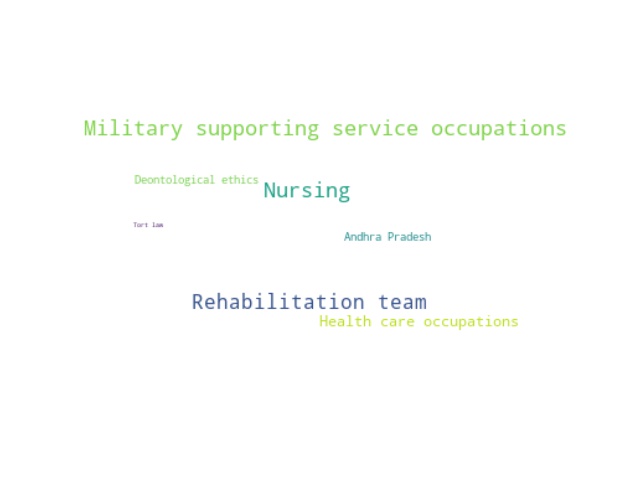 Military supporting service occupations
Deontological ethics
Nursing
Tort law
Andhra Pradesh
Rehabilitation team
Health care occupations